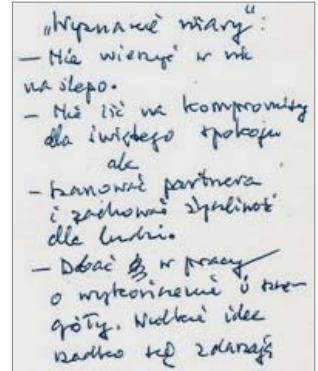 „Wyznanie wiary":
— Nie wierzyć w nic
na ślepo.
— Nie iść na kompromisy
dla świętego spokoju
ale
— szanować partnera
i zachować życzliwość
dla ludzi.
— Dbać w pracy
o wykończenie i szcze-
góły. Wielkie idee
rzadko się zdarzają